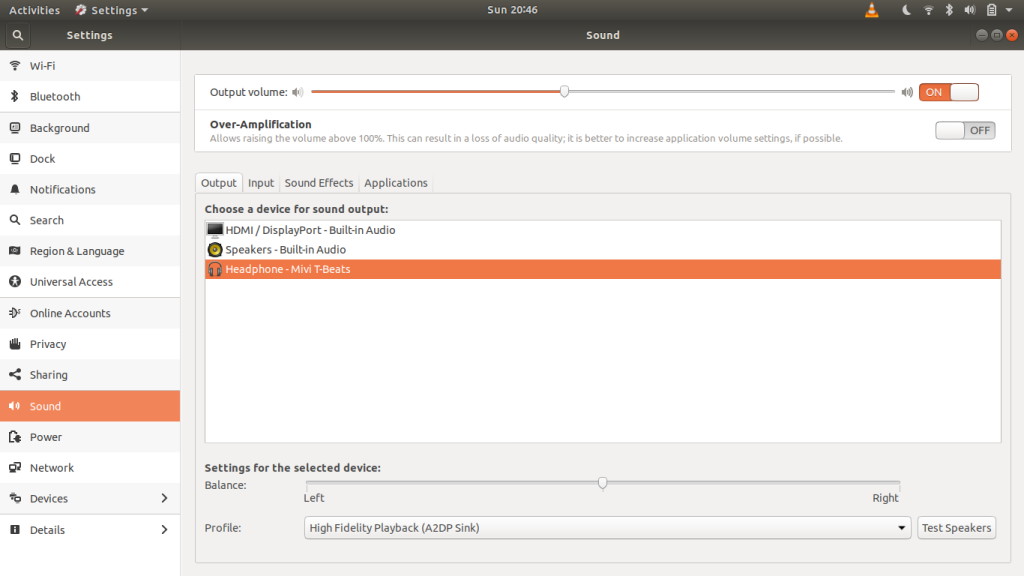 Activities
Settings
Sun 20:46
Settings
Sound
Wi-Fi
Bluetooth
Background
Dock
Notifications
Search
Region & Language
Universal Access
Online Accounts
Privacy
Sharing
Sound
Power
Network
Devices
Details
Output volume:
ON
Over-Amplification
Allows raising the volume above 100%. This can result in a loss of audio quality; it is better to increase application volume settings, if possible.
OFF
Output
Input
Sound Effects
Applications
Choose a device for sound output:
HDMI / DisplayPort - Built-in Audio
Speakers - Built-in Audio
Headphone - Mivi T-Beats
Settings for the selected device:
Balance:
Left
Right
Profile:
High Fidelity Playback (A2DP Sink)
Test Speakers